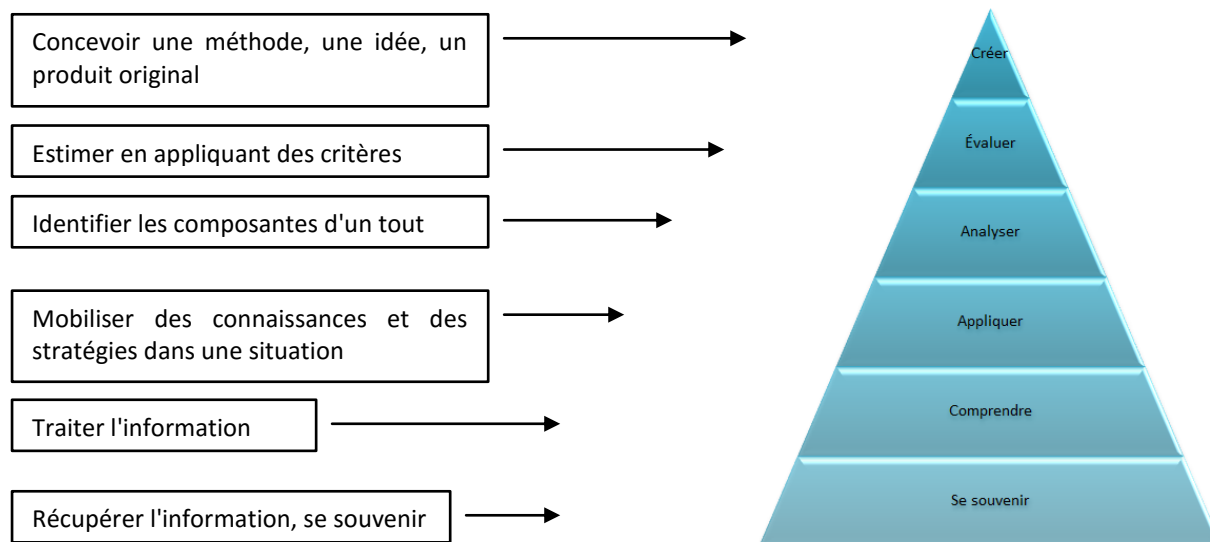 Concevoir une méthode, une idée, un
produit original
Créer
Estimer en appliquant des critères
Évaluer
Identifier les composantes d'un tout
Analyser
Mobiliser des connaissances et des
stratégies dans une situation
Appliquer
Traiter l'information
Comprendre
Récupérer l'information, se souvenir
Se souvenir